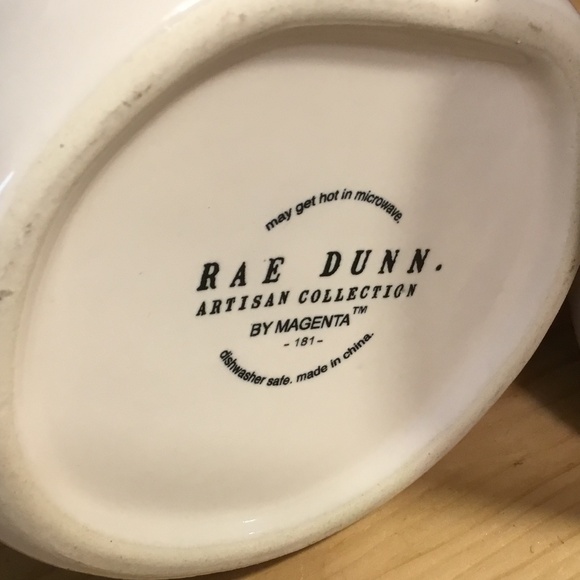 may get hot in microwave.
RAE DUNN.
ARTISAN COLLECTION
BY MAGENTA™
- 181 -
dishwasher safe. made in china.